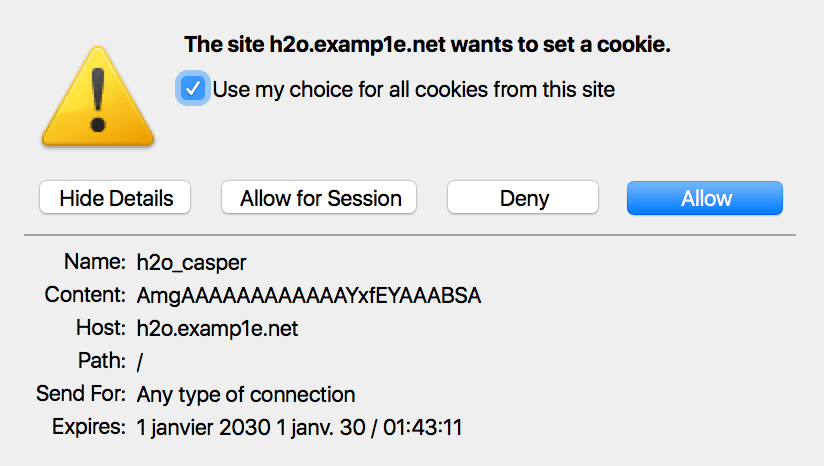 The site h2o.examp1e.net wants to set a cookie.
Use my choice for all cookies from this site
Hide Details Allow for Session Deny Allow
Name: h2o_casper
Content: AmgAAAAAAAAAAAAYxfEYAAABSA
Host: h2o.examp1e.net
Path: /
Send For: Any type of connection
Expires: 1 janvier 2030 1 janv. 30 / 01:43:11